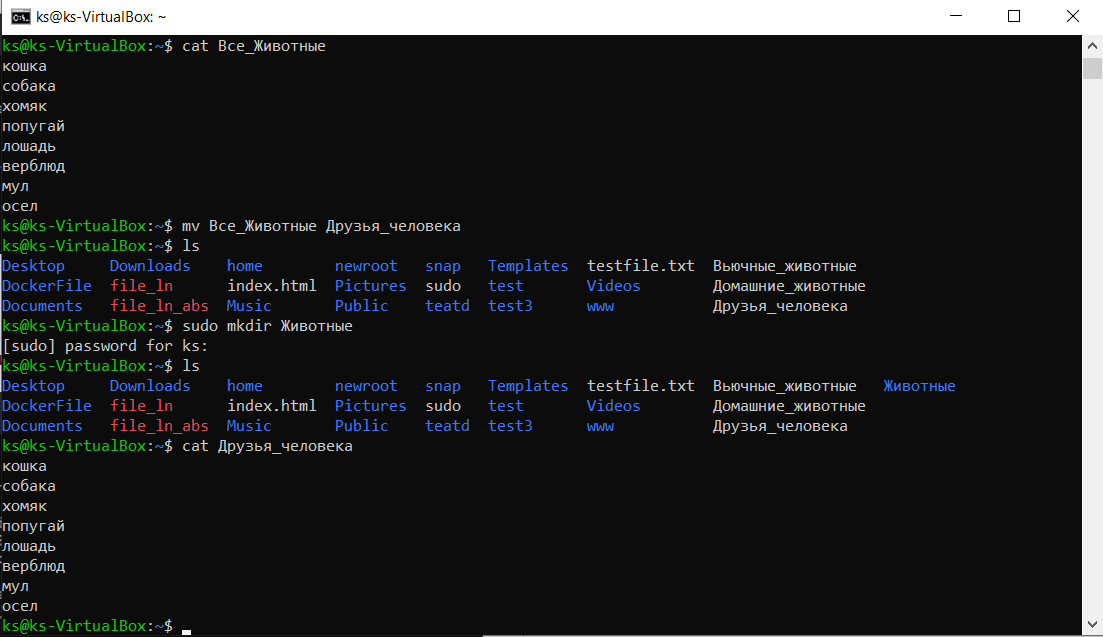 ks@ks-VirtualBox: ~
ks@ks-VirtualBox:~$ cat Все_Животные
кошка
собака
хомяк
попугай
лошадь
верблюд
мул
осел
ks@ks-VirtualBox:~$ mv Все_Животные Друзья_человека
ks@ks-VirtualBox:~$ ls
Desktop Downloads home newroot snap Templates testfile.txt Вьючные_животные
DockerFile file_ln index.html Pictures sudo test Videos Домашние_животные
Documents file_ln_abs Music Public teatd test3 www Друзья_человека
ks@ks-VirtualBox:~$ sudo mkdir Животные
[sudo] password for ks:
ks@ks-VirtualBox:~$ ls
Desktop Downloads home newroot snap Templates testfile.txt Вьючные_животные Животные
DockerFile file_ln index.html Pictures sudo test Videos Домашние_животные
Documents file_ln_abs Music Public teatd test3 www Друзья_человека
ks@ks-VirtualBox:~$ cat Друзья_человека
кошка
собака
хомяк
попугай
лошадь
верблюд
мул
осел
ks@ks-VirtualBox:~$